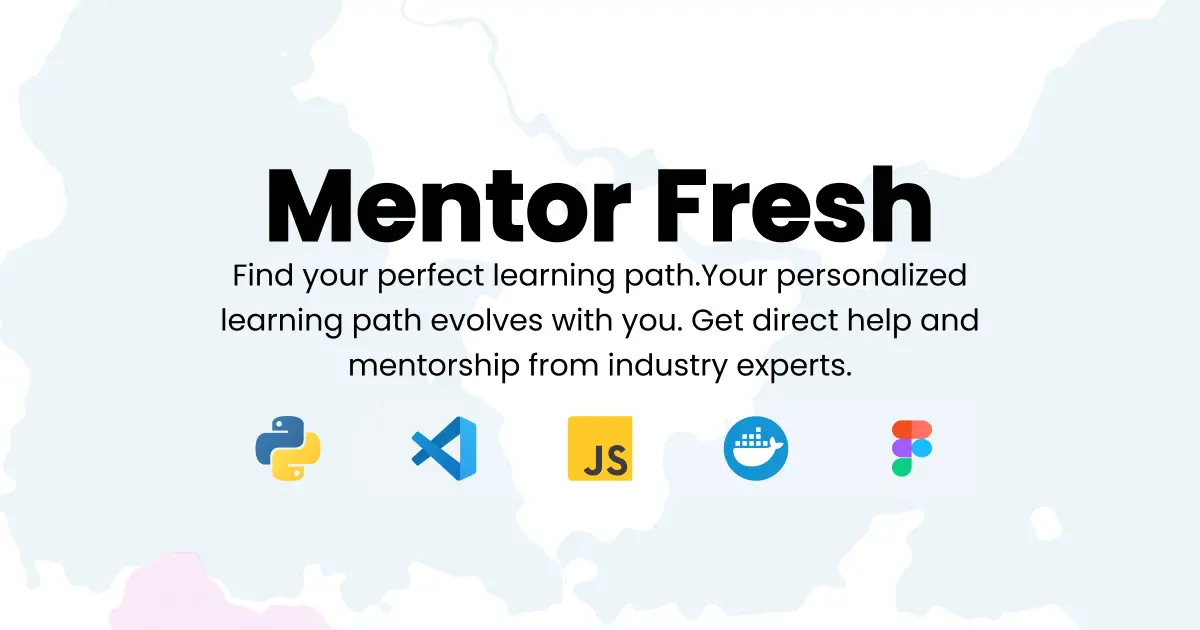 Mentor Fresh
Find your perfect learning path.Your personalized
learning path evolves with you. Get direct help and
mentorship from industry experts.
JS